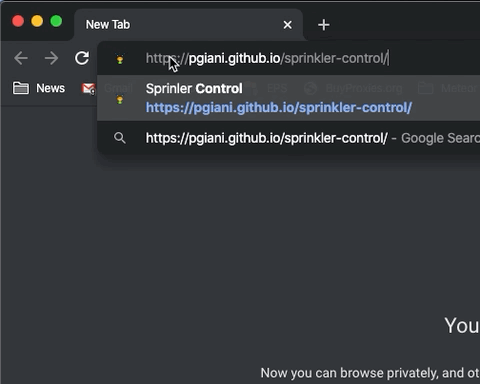 New Tab
https://pgiani.github.io/sprinkler-control/
News
Sprinler Control
https://pgiani.github.io/sprinkler-control/
https://pgiani.github.io/sprinkler-control/ - Google Searc
You
Now you can browse privately, and ot